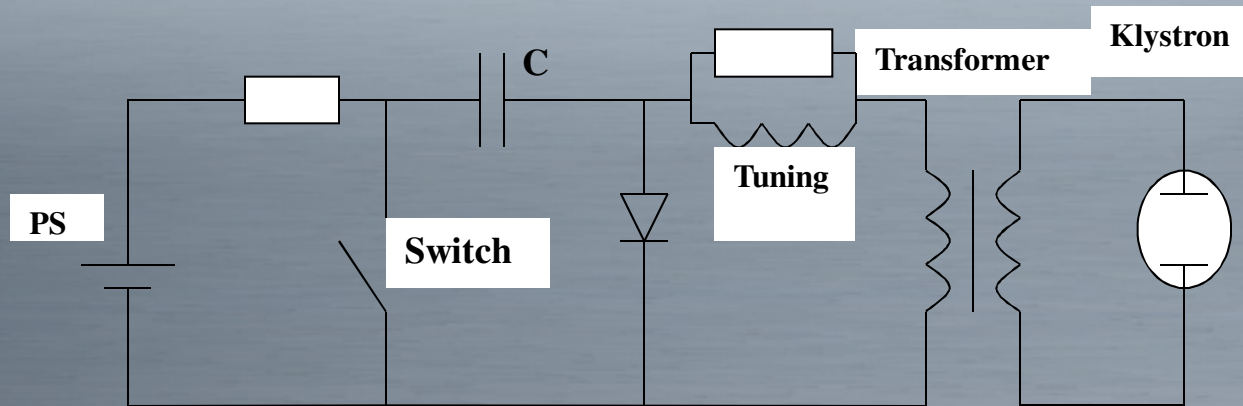 Klystron
Transformer
C
Tuning
PS
Switch